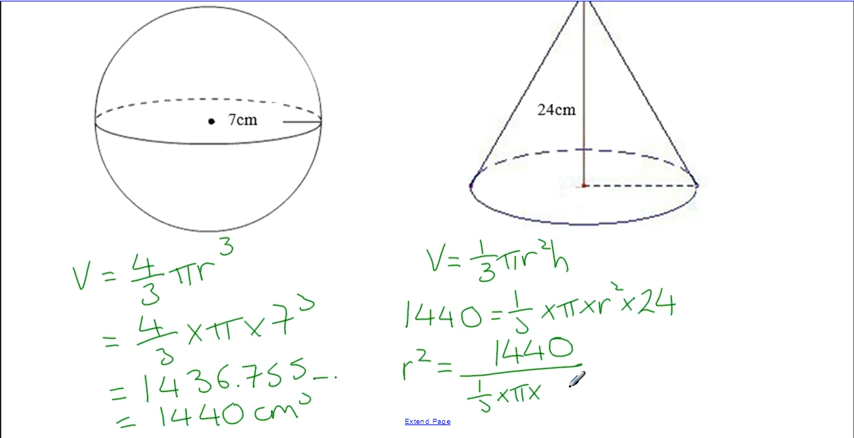 7cm
24cm
V = 4/3 πr³
= 4/3 × π × 7³
= 1436.755...
= 1440 cm³
V = 1/3 πr²h
1440 = 1/3 × π × r² × 24
r² = 1440 / (1/3 × π ×
Extend Page